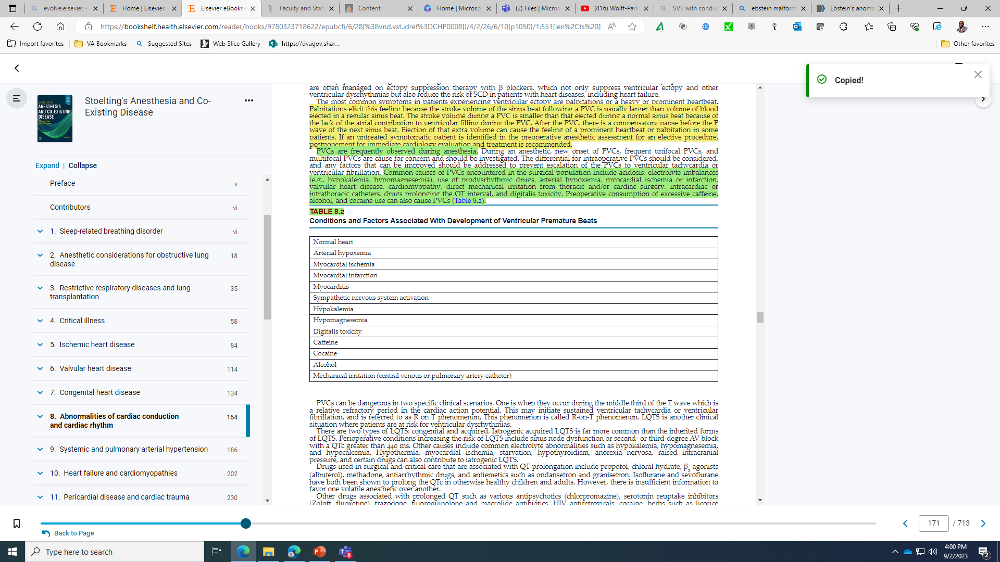 evolve.elsevier -
Home | Elsevier
Elsevier eBooks
Faculty and Staf
Content
Home | Microso
(2) Files | Micros
(416) Wolff-Park
SVT with condu
ebstein malform
Ebstein's anoma
https://bookshelf.health.elsevier.com/reader/books/9780323718622/epubcfi/6/28[%3Bvnd.vst.idref%3DCHP0008]!/4/2/26/6/10[p1050]/1:551[ien%2Cts%20]
Import favorites
VA Bookmarks
Suggested Sites
Web Slice Gallery
https://dvagov.shar...
Other favorites
Copied!
Stoelting's Anesthesia and Co-
Existing Disease
ANESTHESIA
AND CO-EXISTING
DISEASE
Expand | Collapse
Preface v
Contributors vi
1. Sleep-related breathing disorder vi
2. Anesthetic considerations for obstructive lung 18
disease
3. Restrictive respiratory diseases and lung 35
transplantation
4. Critical illness 58
5. Ischemic heart disease 84
6. Valvular heart disease 114
7. Congenital heart disease 134
8. Abnormalities of cardiac conduction 154
and cardiac rhythm
9. Systemic and pulmonary arterial hypertension 186
10. Heart failure and cardiomyopathies 202
11. Pericardial disease and cardiac trauma 230
are often managed on ectopy suppression therapy with β blockers, which not only suppress ventricular ectopy and other
ventricular dysrhythmias but also reduce the risk of SCD in patients with heart diseases, including heart failure.
The most common symptoms in patients experiencing ventricular ectopy are palpitations or a heavy or prominent heartbeat.
Palpitations elicit this feeling because the stroke volume of the sinus beat following a PVC is usually larger than volume of blood
ejected in a regular sinus beat. The stroke volume during a PVC is smaller than that ejected during a normal sinus beat because of
the lack of the atrial contribution to ventricular filling during the PVC. After the PVC, there is a compensatory pause before the P
wave of the next sinus beat. Ejection of that extra volume can cause the feeling of a prominent heartbeat or palpitation in some
patients. If an untreated symptomatic patient is identified in the preoperative anesthetic assessment for an elective procedure,
postponement for immediate cardiology evaluation and treatment is recommended.
PVCs are frequently observed during anesthesia. During an anesthetic, new onset of PVCs, frequent unifocal PVCs, and
multifocal PVCs are cause for concern and should be investigated. The differential for intraoperative PVCs should be considered,
and any factors that can be improved should be addressed to prevent escalation of the PVCs to ventricular tachycardia or
ventricular fibrillation. Common causes of PVCs encountered in the surgical population include acidosis, electrolyte imbalances
(e.g., hypokalemia, hypomagnesemia), use of prodysrhythmic drugs, arterial hypoxemia, myocardial ischemia or infarction,
valvular heart disease, cardiomyopathy, direct mechanical irritation from thoracic and/or cardiac surgery, intracardiac or
intrathoracic catheters, drugs prolonging the QT interval, and digitalis toxicity. Preoperative consumption of excessive caffeine,
alcohol, and cocaine use can also cause PVCs (Table 8.2).
TABLE 8.2
Conditions and Factors Associated With Development of Ventricular Premature Beats
Normal heart
Arterial hypoxemia
Myocardial ischemia
Myocardial infarction
Myocarditis
Sympathetic nervous system activation
Hypokalemia
Hypomagnesemia
Digitalis toxicity
Caffeine
Cocaine
Alcohol
Mechanical irritation (central venous or pulmonary artery catheter)
PVCs can be dangerous in two specific clinical scenarios. One is when they occur during the middle third of the T wave which is
a relative refractory period in the cardiac action potential. This may initiate sustained ventricular tachycardia or ventricular
fibrillation, and is referred to as R on T phenomenon. This phenomenon is called R-on-T phenomenon. LQTS is another clinical
situation where patients are at risk for ventricular dysrhythmias.
There are two types of LQTS: congenital and acquired. Iatrogenic acquired LQTS is far more common than the inherited forms
of LQTS. Perioperative conditions increasing the risk of LQTS include sinus node dysfunction or second- or third-degree AV block
with a QTc greater than 440 ms. Other causes include common electrolyte abnormalities such as hypokalemia, hypomagnesemia,
and hypocalcemia. Hypothermia, myocardial ischemia, starvation, hypothyroidism, anorexia nervosa, raised intracranial
pressure, and certain drugs can also contribute to iatrogenic LQTS.
Drugs used in surgical and critical care that are associated with QT prolongation include propofol, chloral hydrate, β2 agonists
(albuterol), methadone, antiarrhythmic drugs, and antiemetics such as ondansetron and granisetron. Isoflurane and sevoflurane
have both been shown to prolong the QTc in otherwise healthy children and adults. However, there is insufficient information to
favor one volatile anesthetic over another.
Other drugs associated with prolonged QT such as various antipsychotics (chlorpromazine), serotonin reuptake inhibitors
(Zoloft, fluoxetine), trazodone, fluoroquinolone and macrolide antibiotics, HIV antiretrovirals, cocaine, herbs such as licorice
Back to Page
171 / 713
Type here to search
8
4:00 PM
9/2/2023
2